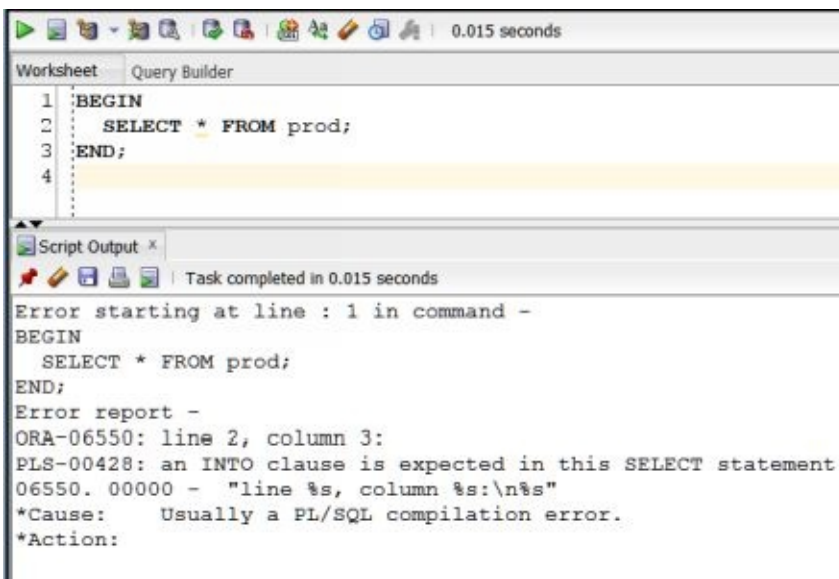 0.015 seconds
Worksheet Query Builder
1 BEGIN
2 SELECT * FROM prod;
3 END;
4
Script Output ×
Task completed in 0.015 seconds
Error starting at line : 1 in command -
BEGIN
SELECT * FROM prod;
END;
Error report -
ORA-06550: line 2, column 3:
PLS-00428: an INTO clause is expected in this SELECT statement
06550. 00000 - "line %s, column %s:\n%s"
*Cause: Usually a PL/SQL compilation error.
*Action: